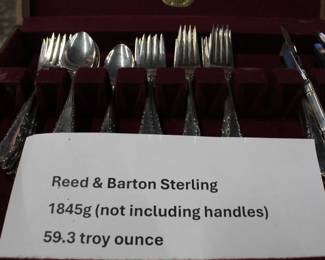 Reed & Barton Sterling
1845g (not including handles)
59.3 troy ounce